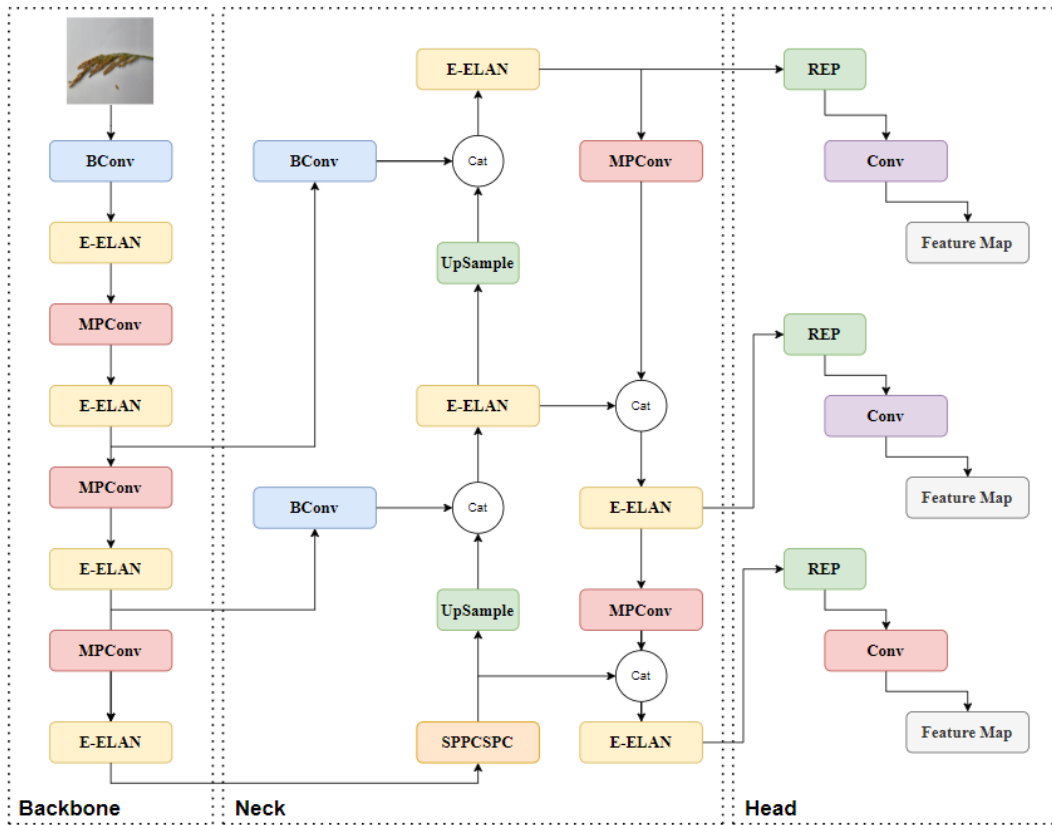 BConv
E-ELAN
MPConv
E-ELAN
MPConv
E-ELAN
MPConv
E-ELAN
Backbone
E-ELAN
BConv
Cat
MPConv
UpSample
E-ELAN
Cat
BConv
Cat
E-ELAN
UpSample
MPConv
Cat
SPPCSPC
E-ELAN
Neck
REP
Conv
Feature Map
REP
Conv
Feature Map
REP
Conv
Feature Map
Head